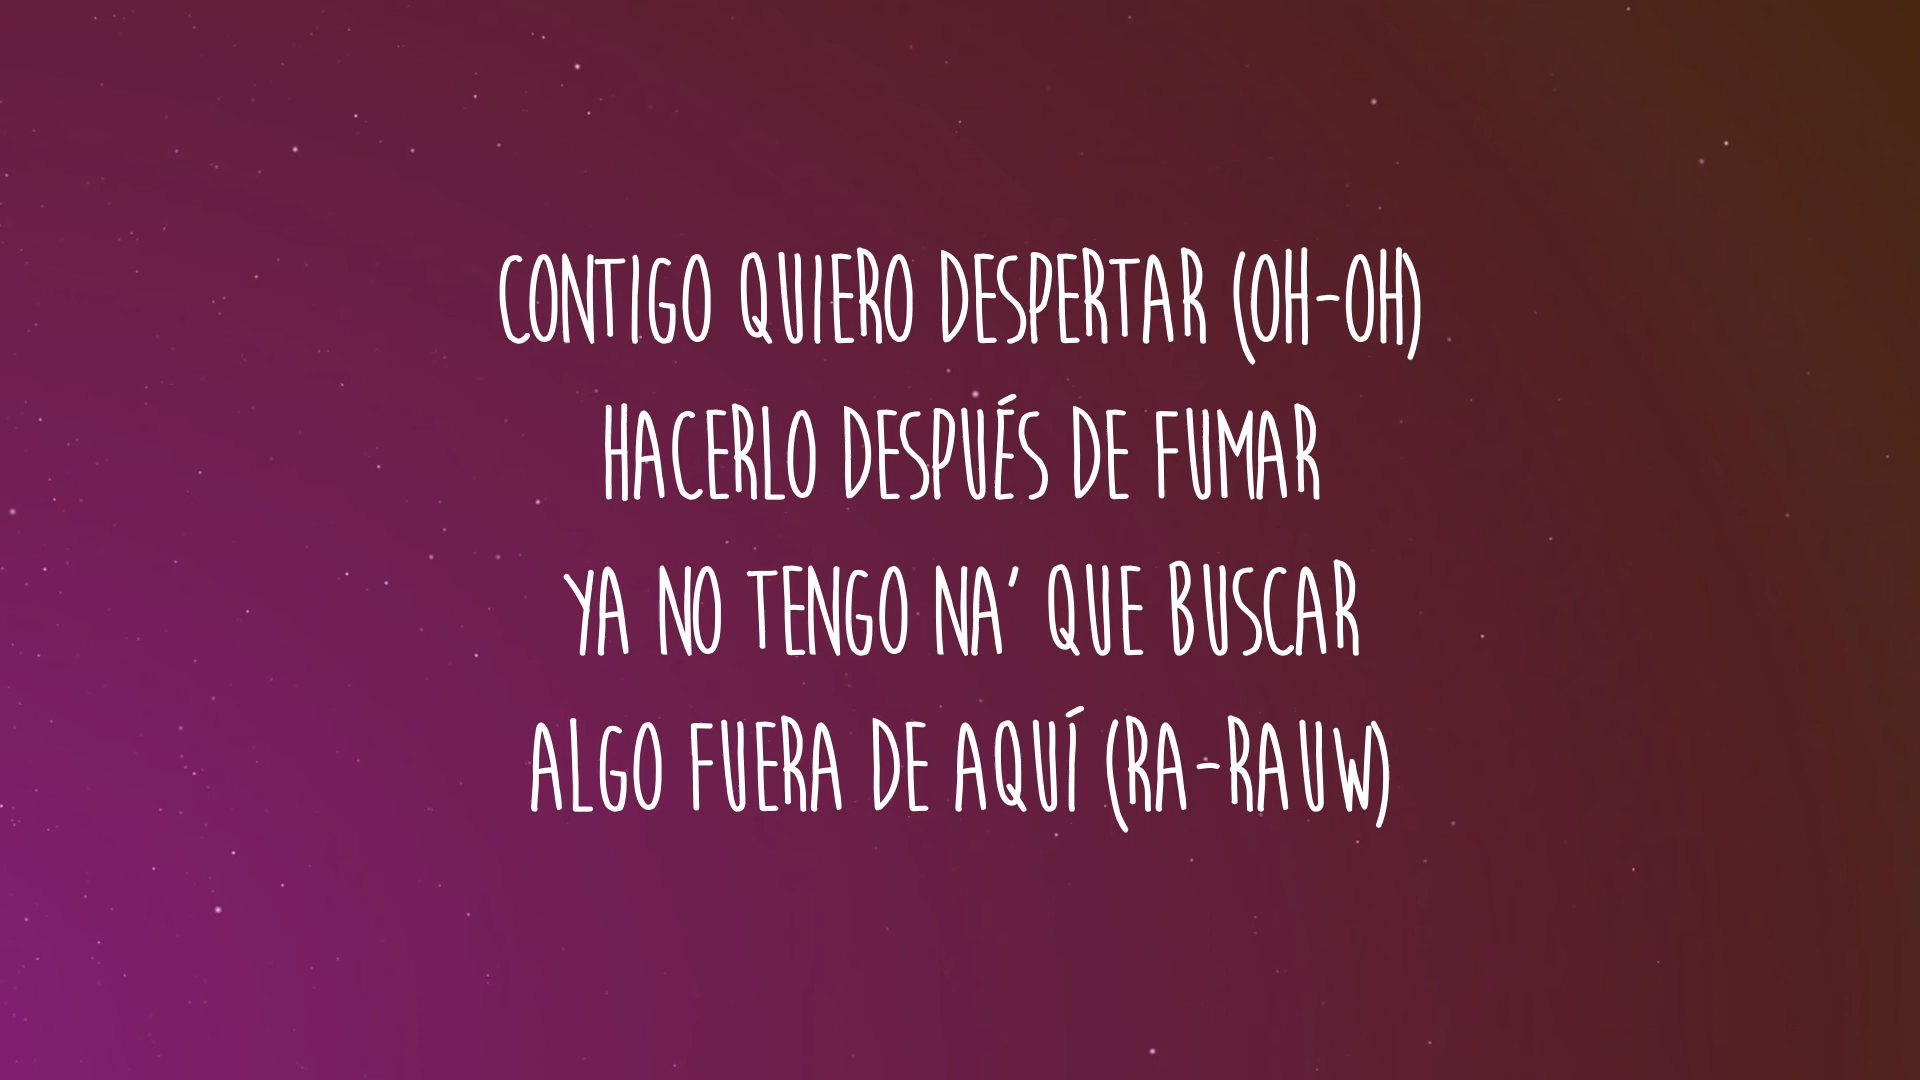 CONTIGO QUIERO DESPERTAR (OH-OH)
HACERLO DESPUÉS DE FUMAR
YA NO TENGO NA' QUE BUSCAR
ALGO FUERA DE AQUÍ (RA-RAUW)